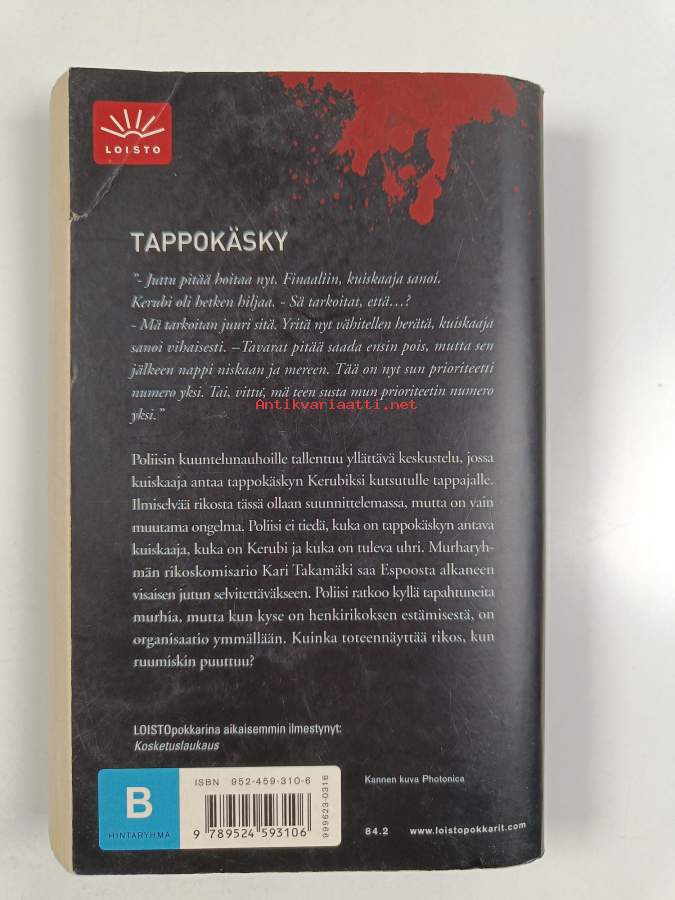 LOISTO
TAPPOKÄSKY
"- Juttu pitää hoitaa nyt. Finaaliin, kuiskaaja sanoi.
Kerubi oli hetken hiljaa. - Sä tarkoitat, että...?
- Mä tarkoitan juuri sitä. Yritä nyt vähitellen herätä, kuiskaaja
sanoi vihaisesti. –Tavarat pitää saada ensin pois, mutta sen
jälkeen nappi niskaan ja mereen. Tää on nyt sun prioriteetti
numero yksi. Tai, vittu, mä teen susta mun prioriteetin numero
yksi."
Antikvariaatti.net
Poliisin kuuntelunauhoille tallentuu yllättävä keskustelu, jossa
kuiskaaja antaa tappokäskyn Kerubiksi kutsutulle tappajalle.
Ilmiselvää rikosta tässä ollaan suunnittelemassa, mutta on vain
muutama ongelma. Poliisi ei tiedä, kuka on tappokäskyn antava
kuiskaaja, kuka on Kerubi ja kuka on tuleva uhri. Murharyh-
män rikoskomisario Kari Takamäki saa Espoosta alkaneen
visaisen jutun selvitettäväkseen. Poliisi ratkoo kyllä tapahtuneita
murhia, mutta kun kyse on henkirikoksen estämisestä, on
organisaatio ymmällään. Kuinka toteennäyttää rikos, kun
ruumiskin puuttuu?
LOISTOpokkarina aikaisemmin ilmestynyt:
Kosketuslaukaus
B
HINTARYHMÄ
ISBN 952-459-310-6
9 789524 593106
999623-0316
Kannen kuva Photonica
84.2
www.loistopokkarit.com